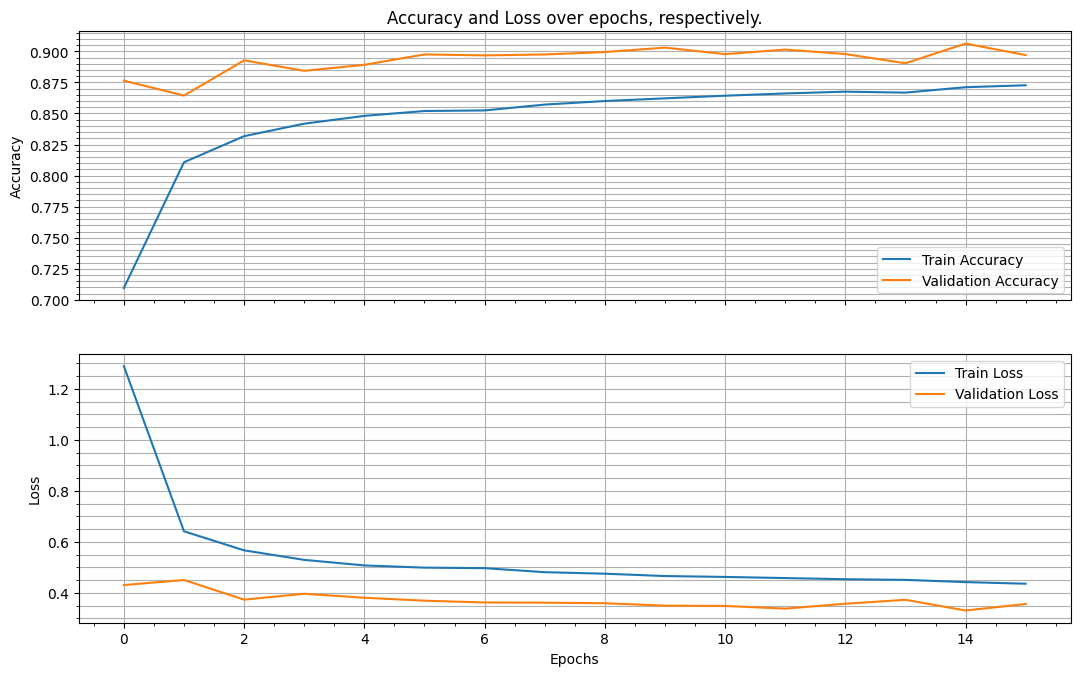 Accuracy and Loss over epochs, respectively.
0.900
0.875
0.850
0.825
0.800
0.775
0.750
0.725
0.700
Accuracy
Train Accuracy
Validation Accuracy
1.2
1.0
0.8
0.6
0.4
Loss
Train Loss
Validation Loss
0 2 4 6 8 10 12 14
Epochs